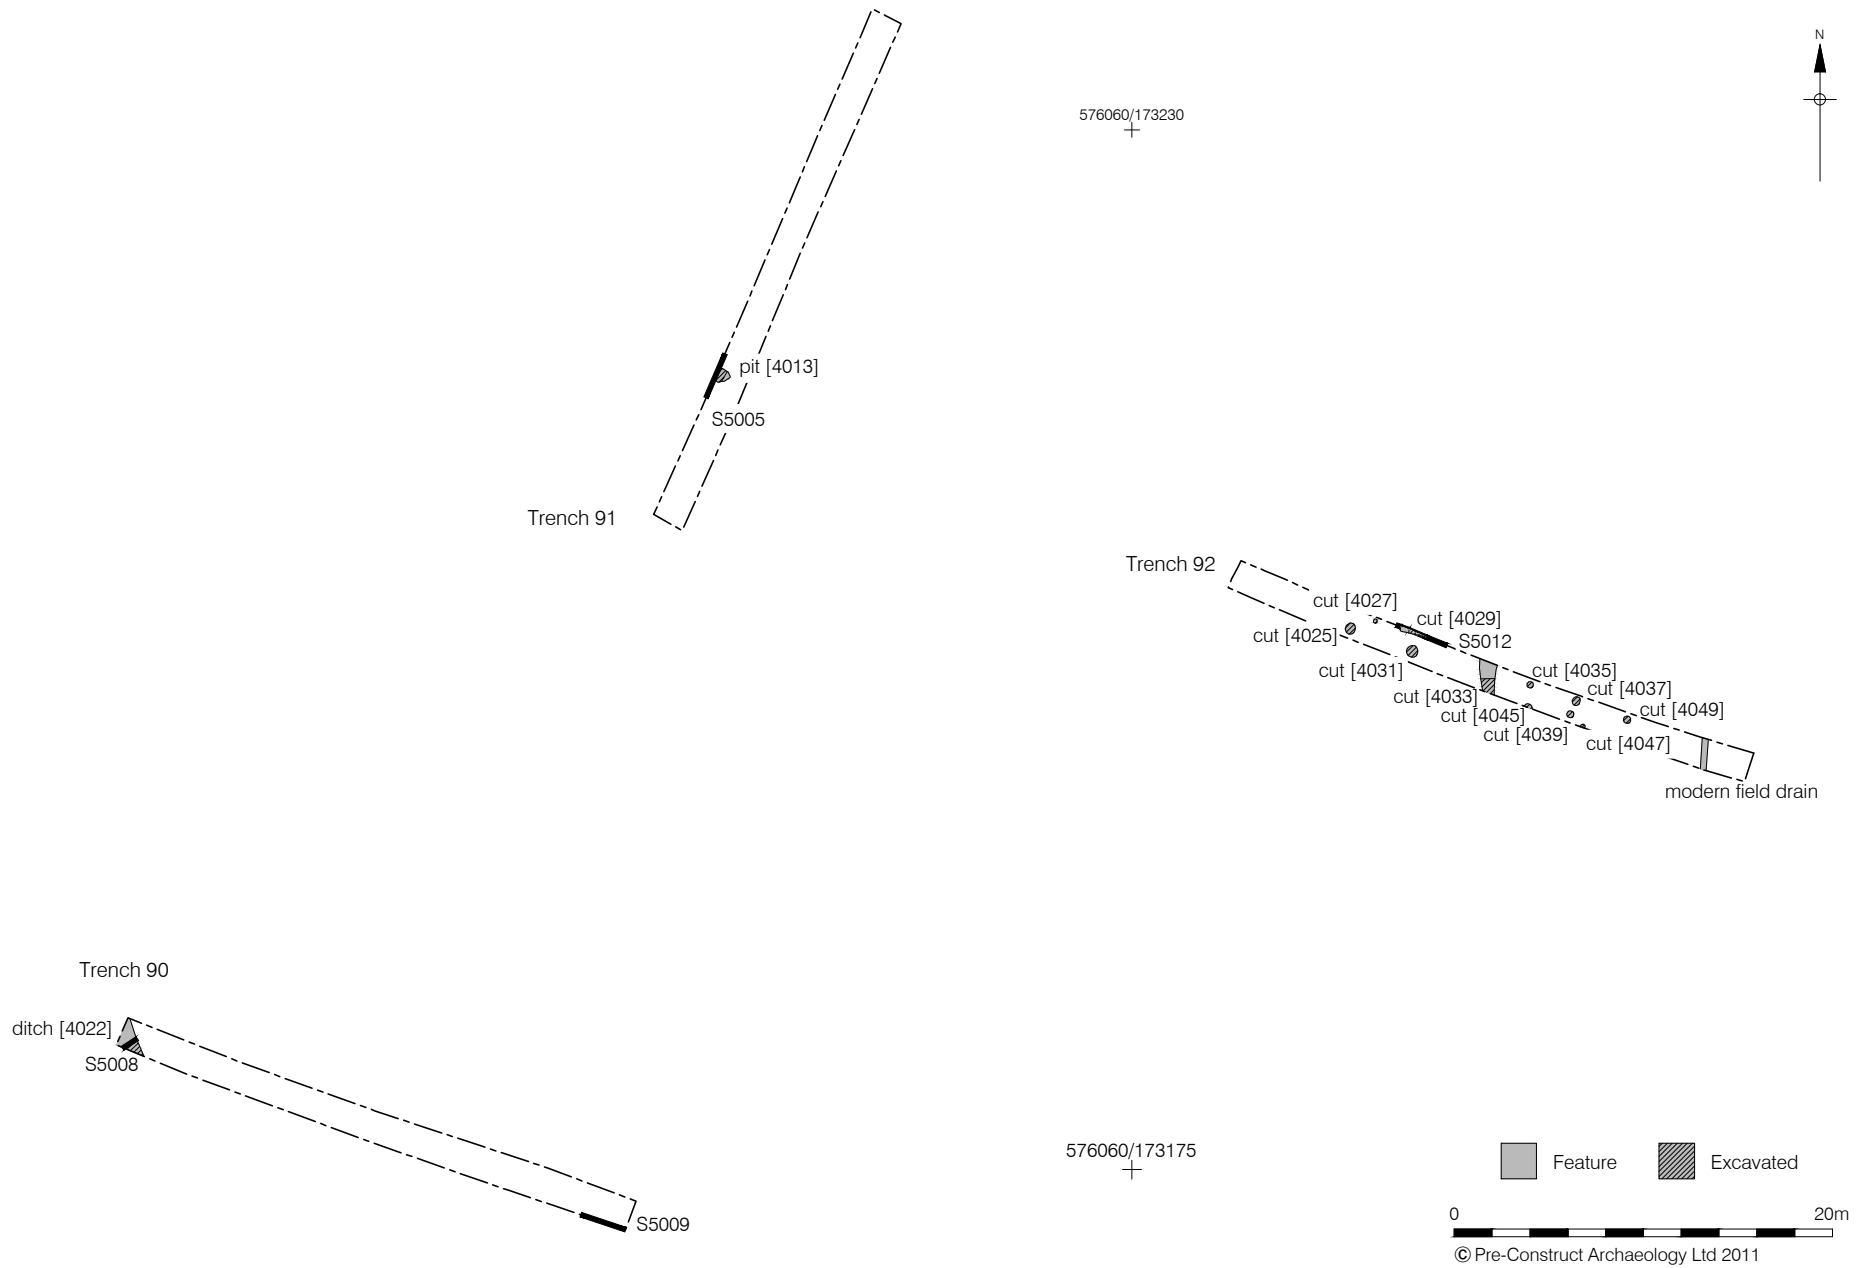 N
576060/173230
pit [4013]
S5005
Trench 91
Trench 92
cut [4027]
cut [4029]
cut [4025]
S5012
cut [4031]
cut [4035]
cut [4033]
cut [4037]
cut [4045]
cut [4049]
cut [4039]
cut [4047]
modern field drain
Trench 90
ditch [4022]
S5008
576060/173175
S5009
Feature
Excavated
0 20m
© Pre-Construct Archaeology Ltd 2011